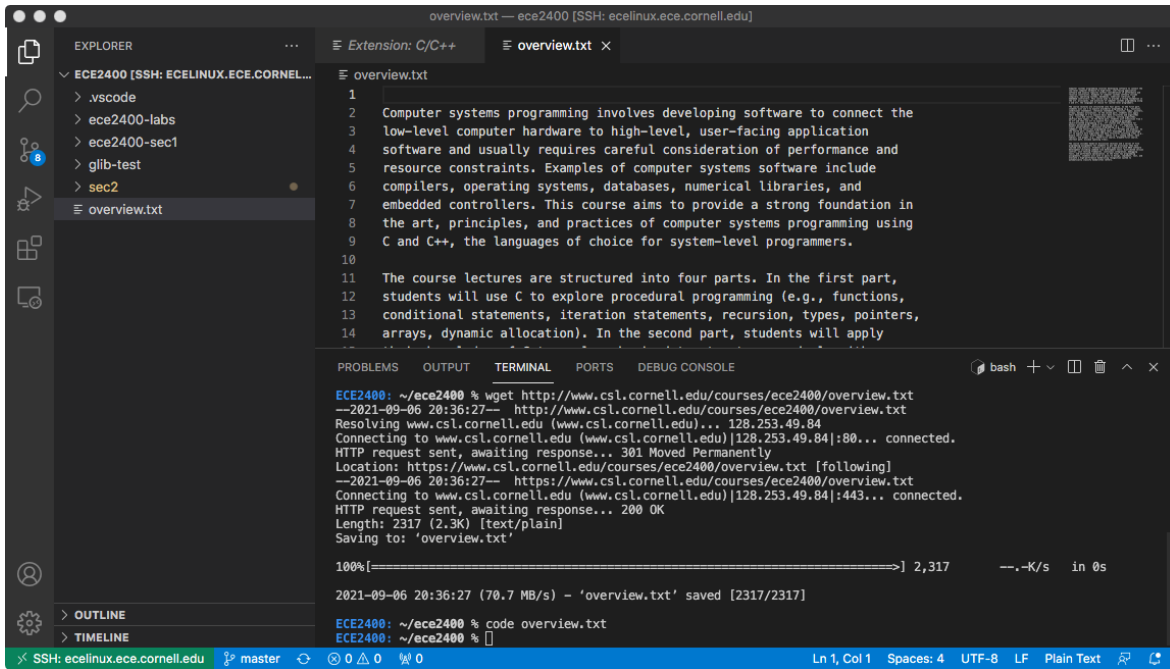 overview.txt — ece2400 [SSH: ecelinux.ece.cornell.edu]
EXPLORER ···
ECE2400 [SSH: ECELINUX.ECE.CORNEL...
> .vscode
> ece2400-labs
> ece2400-sec1
> glib-test
> sec2
overview.txt
8
> OUTLINE
> TIMELINE
Extension: C/C++ overview.txt ×
overview.txt
1
2 Computer systems programming involves developing software to connect the
3 low-level computer hardware to high-level, user-facing application
4 software and usually requires careful consideration of performance and
5 resource constraints. Examples of computer systems software include
6 compilers, operating systems, databases, numerical libraries, and
7 embedded controllers. This course aims to provide a strong foundation in
8 the art, principles, and practices of computer systems programming using
9 C and C++, the languages of choice for system-level programmers.
10
11 The course lectures are structured into four parts. In the first part,
12 students will use C to explore procedural programming (e.g., functions,
13 conditional statements, iteration statements, recursion, types, pointers,
14 arrays, dynamic allocation). In the second part, students will apply
PROBLEMS OUTPUT TERMINAL PORTS DEBUG CONSOLE bash
ECE2400: ~/ece2400 % wget http://www.csl.cornell.edu/courses/ece2400/overview.txt
--2021-09-06 20:36:27-- http://www.csl.cornell.edu/courses/ece2400/overview.txt
Resolving www.csl.cornell.edu (www.csl.cornell.edu)... 128.253.49.84
Connecting to www.csl.cornell.edu (www.csl.cornell.edu)|128.253.49.84|:80... connected.
HTTP request sent, awaiting response... 301 Moved Permanently
Location: https://www.csl.cornell.edu/courses/ece2400/overview.txt [following]
--2021-09-06 20:36:27-- https://www.csl.cornell.edu/courses/ece2400/overview.txt
Connecting to www.csl.cornell.edu (www.csl.cornell.edu)|128.253.49.84|:443... connected.
HTTP request sent, awaiting response... 200 OK
Length: 2317 (2.3K) [text/plain]
Saving to: ‘overview.txt’
100%[======================================================================>] 2,317 --.-K/s in 0s
2021-09-06 20:36:27 (70.7 MB/s) - ‘overview.txt’ saved [2317/2317]
ECE2400: ~/ece2400 % code overview.txt
ECE2400: ~/ece2400 %
SSH: ecelinux.ece.cornell.edu master 0 0 0 Ln 1, Col 1 Spaces: 4 UTF-8 LF Plain Text